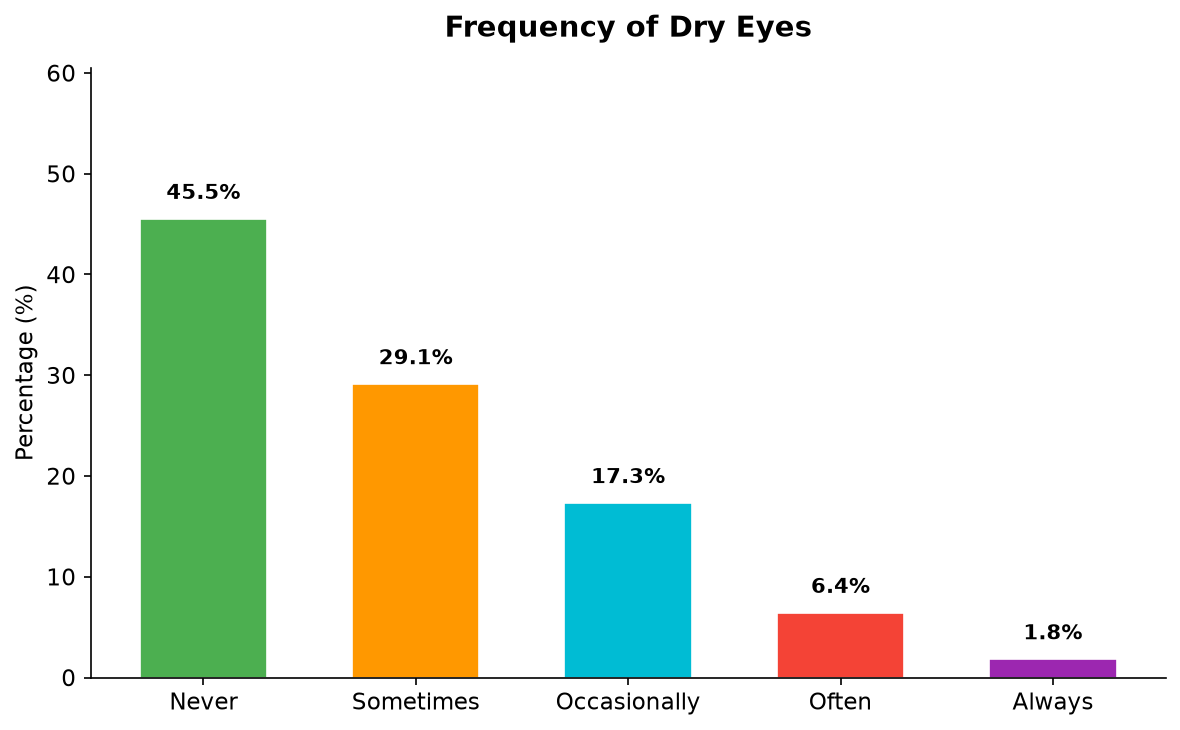 Frequency of Dry Eyes
Percentage (%)
60
50
40
30
20
10
0
45.5%
29.1%
17.3%
6.4%
1.8%
Never
Sometimes
Occasionally
Often
Always